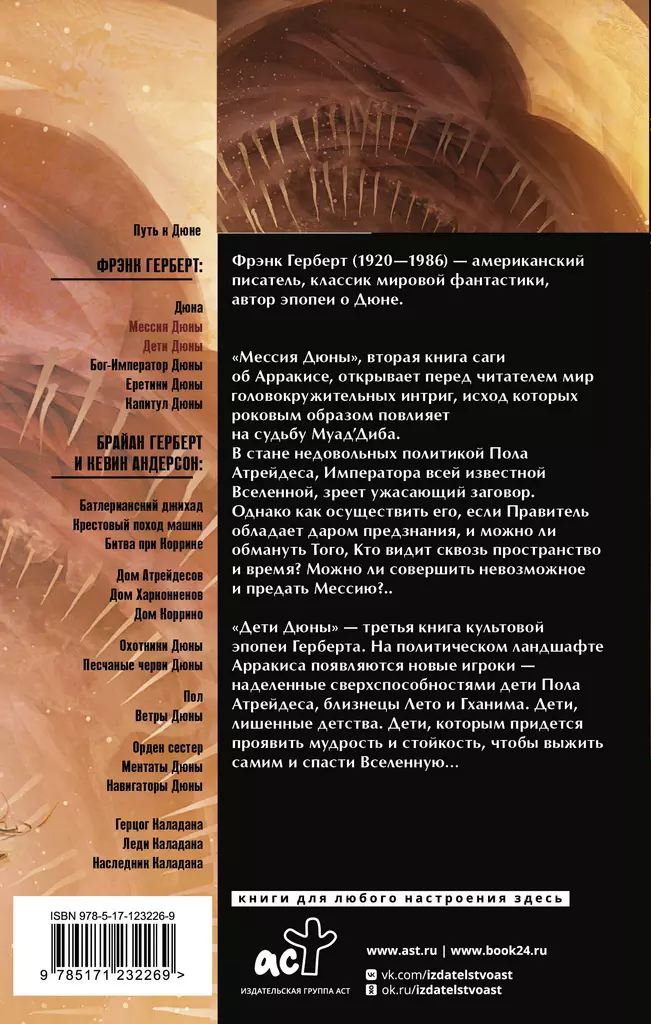 Путь к Дюне
ФРЭНК ГЕРБЕРТ:
Дюна
Мессия Дюны
Дети Дюны
Бог-Император Дюны
Еретики Дюны
Капитул Дюны
БРАЙАН ГЕРБЕРТ
И КЕВИН АНДЕРСОН:
Батлерианский джихад
Крестовый поход машин
Битва при Коррине
Дом Атрейдесов
Дом Харконненов
Дом Коррино
Охотники Дюны
Песчаные черви Дюны
Пол
Ветры Дюны
Орден сестер
Ментаты Дюны
Навигаторы Дюны
Герцог Каладана
Леди Каладана
Наследник Каладана
ISBN 978-5-17-123226-9
9 785171 232269>
Фрэнк Герберт (1920—1986) — американский
писатель, классик мировой фантастики,
автор эпопеи о Дюне.
«Мессия Дюны», вторая книга саги
об Арракисе, открывает перед читателем мир
головокружительных интриг, исход которых
роковым образом повлияет
на судьбу Муад’Диба.
В стане недовольных политикой Пола
Атрейдеса, Императора всей известной
Вселенной, зреет ужасающий заговор.
Однако как осуществить его, если Правитель
обладает даром предзнания, и можно ли
обмануть Того, Кто видит сквозь пространство
и время? Можно ли совершить невозможное
и предать Мессию?..
«Дети Дюны» — третья книга культовой
эпопеи Герберта. На политическом ландшафте
Арракиса появляются новые игроки —
наделенные сверхспособностями дети Пола
Атрейдеса, близнецы Лето и Гханима. Дети,
лишенные детства. Дети, которым придется
проявить мудрость и стойкость, чтобы выжить
самим и спасти Вселенную...
книги для любого настроения здесь
аст
ИЗДАТЕЛЬСКАЯ ГРУППА АСТ
www.ast.ru | www.book24.ru
vk.com/izdatelstvoast
ok.ru/izdatelstvoast